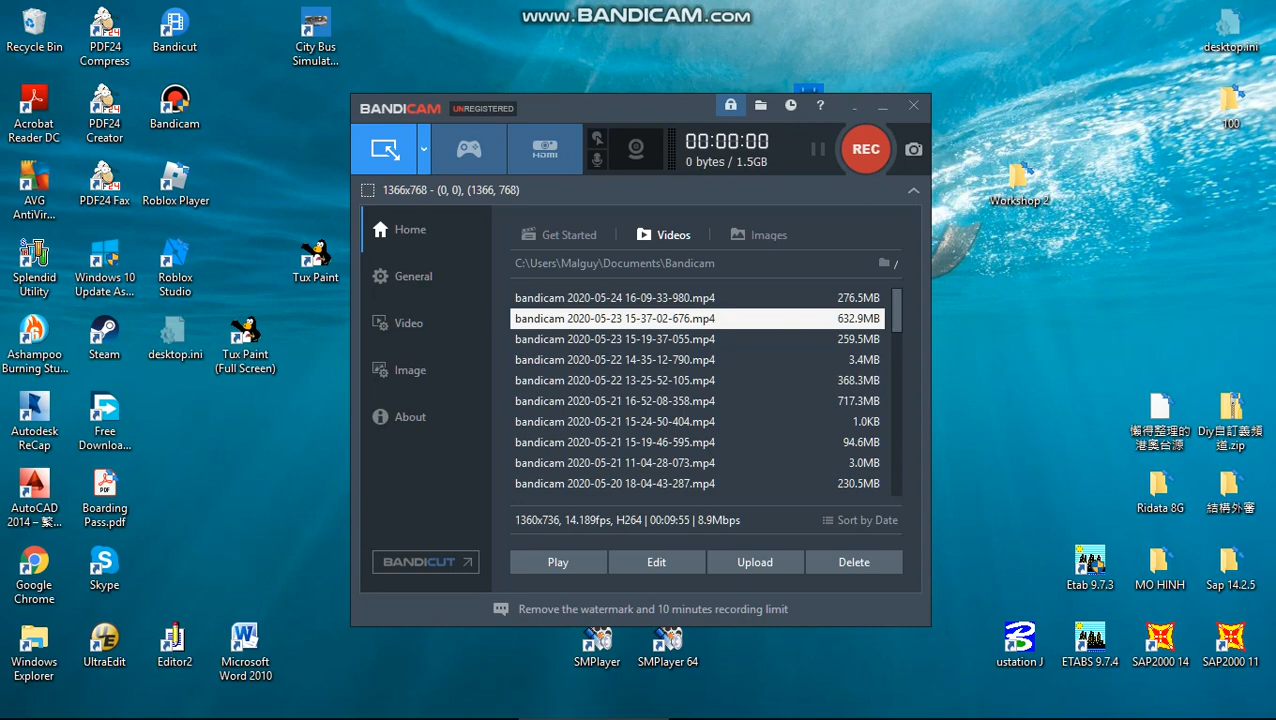 www.BANDICAM.com
Recycle Bin
PDF24
Compress
Bandicut
City Bus
Simulat...
desktop.ini
Acrobat
Reader DC
PDF24
Creator
Bandicam
100
AVG
AntiVir...
PDF24 Fax
Roblox Player
Workshop 2
Splendid
Utility
Windows 10
Update As...
Roblox
Studio
Tux Paint
Ashampoo
Burning Stu...
Steam
desktop.ini
Tux Paint
(Full Screen)
Autodesk
ReCap
Free
Downloa...
懶得整理的
港奧台源
Diy自訂義頻
道.zip
AutoCAD
2014 – 繁...
Boarding
Pass.pdf
Ridata 8G
結構外審
Google
Chrome
Skype
Etab 9.7.3
MO HINH
Sap 14.2.5
Windows
Explorer
UltraEdit
Editor2
Microsoft
Word 2010
SMPlayer
SMPlayer 64
ustation J
ETABS 9.7.4
SAP2000 14
SAP2000 11
BANDICAM UNREGISTERED
?
HDMI
00:00:00
0 bytes / 1.5GB
REC
1366x768 - (0, 0), (1366, 768)
Home
General
Video
Image
About
BANDICUT
Get Started
Videos
Images
C:\Users\Malguy\Documents\Bandicam
/
bandicam 2020-05-24 16-09-33-980.mp4 276.5MB
bandicam 2020-05-23 15-37-02-676.mp4 632.9MB
bandicam 2020-05-23 15-19-37-055.mp4 259.5MB
bandicam 2020-05-22 14-35-12-790.mp4 3.4MB
bandicam 2020-05-22 13-25-52-105.mp4 368.3MB
bandicam 2020-05-21 16-52-08-358.mp4 717.3MB
bandicam 2020-05-21 15-24-50-404.mp4 1.0KB
bandicam 2020-05-21 15-19-46-595.mp4 94.6MB
bandicam 2020-05-21 11-04-28-073.mp4 3.0MB
bandicam 2020-05-20 18-04-43-287.mp4 230.5MB
1360x736, 14.189fps, H264 | 00:09:55 | 8.9Mbps
Sort by Date
Play
Edit
Upload
Delete
Remove the watermark and 10 minutes recording limit